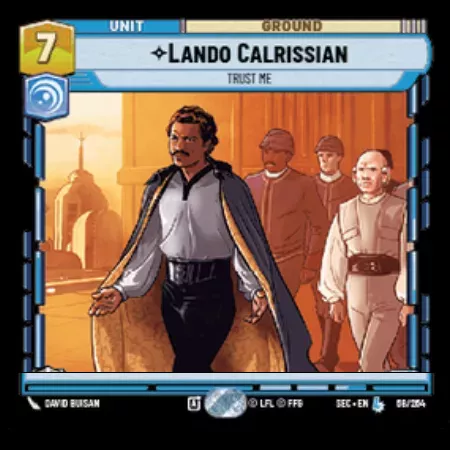 UNIT
GROUND
7
LANDO CALRISSIAN
TRUST ME
DAVID BUISAN
© LFL © FFG
SEC • EN